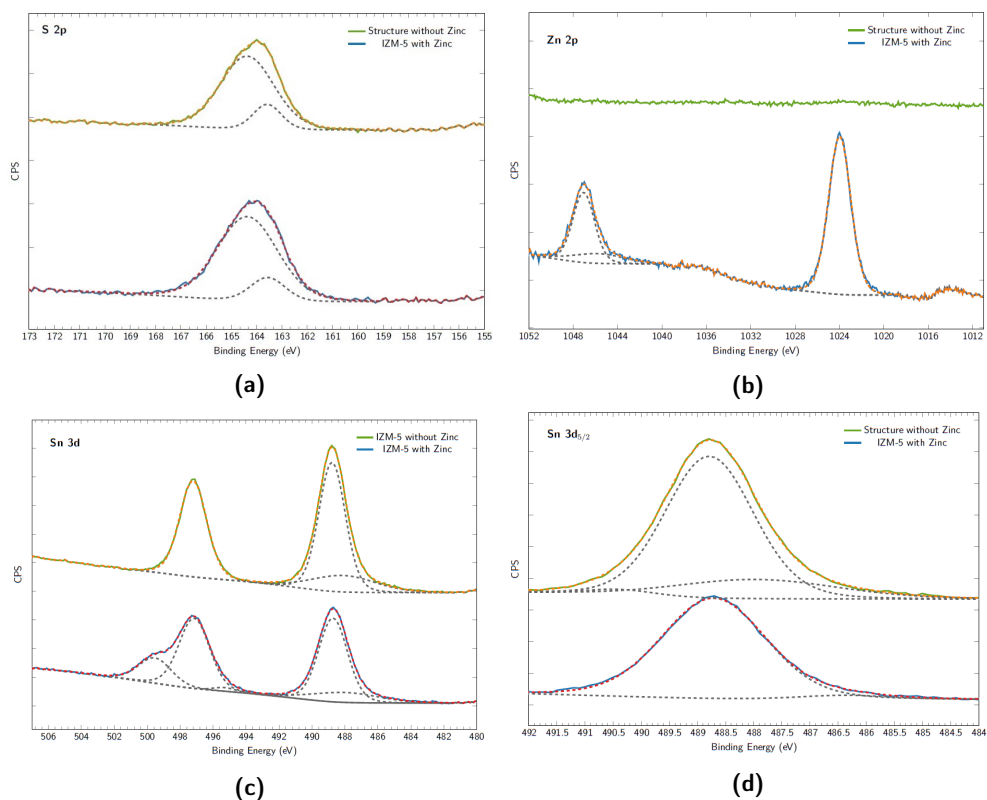 S 2p
Structure without Zinc
IZM-5 with Zinc
CPS
173 172 171 170 169 168 167 166 165 164 163 162 161 160 159 158 157 156 155
Binding Energy (eV)
(a)
Zn 2p
Structure without Zinc
IZM-5 with Zinc
CPS
1052 1048 1044 1040 1036 1032 1028 1024 1020 1016 1012
Binding Energy (eV)
(b)
Sn 3d
IZM-5 without Zinc
IZM-5 with Zinc
CPS
506 504 502 500 498 496 494 492 490 488 486 484 482 480
Binding Energy (eV)
(c)
Sn 3d5/2
Structure without Zinc
IZM-5 with Zinc
CPS
492 491.5 491 490.5 490 489.5 489 488.5 488 487.5 487 486.5 486 485.5 485 484.5 484
Binding Energy (eV)
(d)